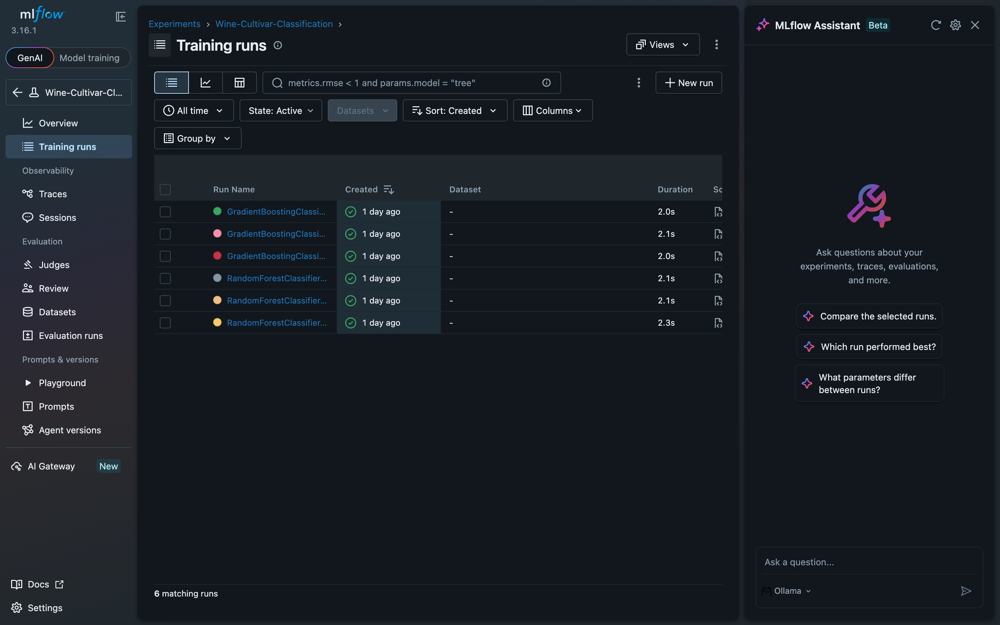 mlflow
3.16.1
GenAI
Model training
Wine-Cultivar-Cl...
Overview
Training runs
Observability
Traces
Sessions
Evaluation
Judges
Review
Datasets
Evaluation runs
Prompts & versions
Playground
Prompts
Agent versions
AI Gateway New
Docs
Settings
Experiments > Wine-Cultivar-Classification >
Training runs
Views
metrics.rmse < 1 and params.model = "tree"
New run
All time
State: Active
Datasets
Sort: Created
Columns
Group by
Run Name Created Dataset Duration Sc
GradientBoostingClassi... 1 day ago - 2.0s
GradientBoostingClassi... 1 day ago - 2.1s
GradientBoostingClassi... 1 day ago - 2.0s
RandomForestClassifier... 1 day ago - 2.1s
RandomForestClassifier... 1 day ago - 2.1s
RandomForestClassifier... 1 day ago - 2.3s
6 matching runs
MLflow Assistant Beta
Ask questions about your
experiments, traces, evaluations,
and more.
Compare the selected runs.
Which run performed best?
What parameters differ
between runs?
Ask a question...
Ollama